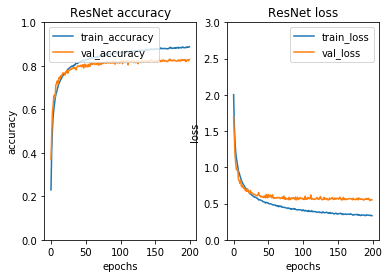 ResNet accuracy
1.0
0.8
0.6
0.4
0.2
0.0
accuracy
train_accuracy
val_accuracy
0 50 100 150 200
epochs
ResNet loss
3.0
2.5
2.0
1.5
1.0
0.5
0.0
loss
train_loss
val_loss
0 50 100 150 200
epochs